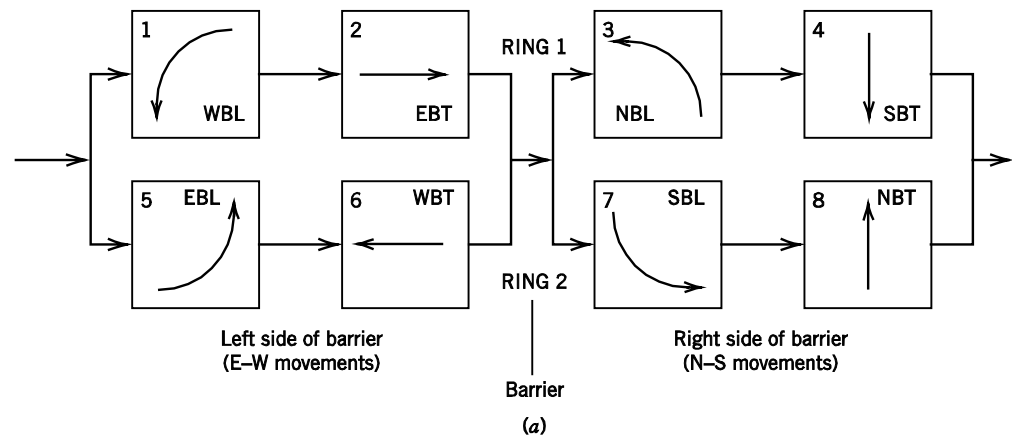 1
WBL
2
EBT
RING 1
3
NBL
4
SBT
5
EBL
6
WBT
RING 2
7
SBL
8
NBT
Left side of barrier
(E–W movements)
Barrier
Right side of barrier
(N–S movements)
(a)